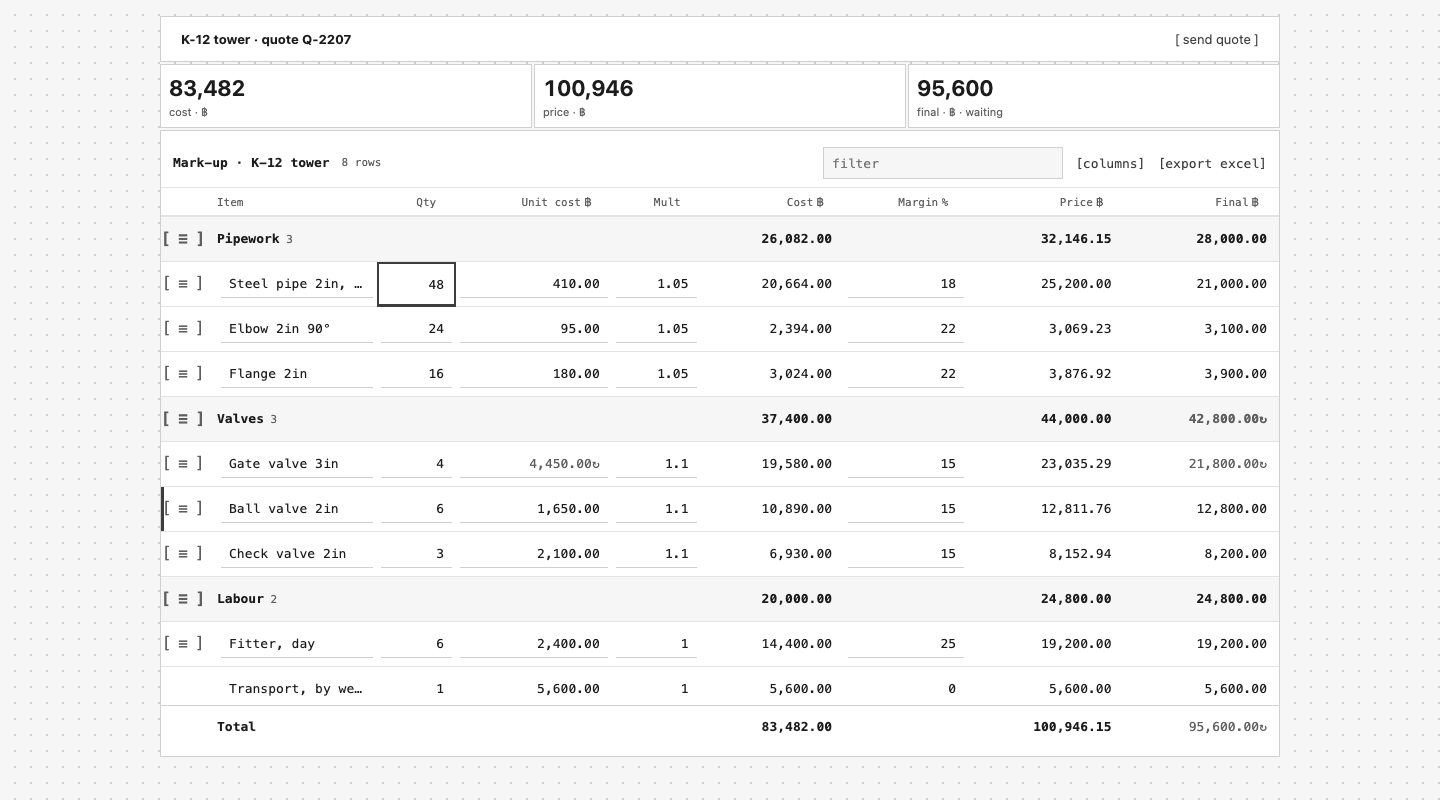 K-12 tower · quote Q-2207 [ send quote ]
83,482 100,946 95,600
cost · ฿ price · ฿ final · ฿ · waiting
Mark-up · K-12 tower 8 rows filter [columns] [export excel]
Item Qty Unit cost ฿ Mult Cost ฿ Margin % Price ฿ Final ฿
[ ≡ ] Pipework 3 26,082.00 32,146.15 28,000.00
[ ≡ ] Steel pipe 2in, … 48 410.00 1.05 20,664.00 18 25,200.00 21,000.00
[ ≡ ] Elbow 2in 90° 24 95.00 1.05 2,394.00 22 3,069.23 3,100.00
[ ≡ ] Flange 2in 16 180.00 1.05 3,024.00 22 3,876.92 3,900.00
[ ≡ ] Valves 3 37,400.00 44,000.00 42,800.00↻
[ ≡ ] Gate valve 3in 4 4,450.00↻ 1.1 19,580.00 15 23,035.29 21,800.00↻
[ ≡ ] Ball valve 2in 6 1,650.00 1.1 10,890.00 15 12,811.76 12,800.00
[ ≡ ] Check valve 2in 3 2,100.00 1.1 6,930.00 15 8,152.94 8,200.00
[ ≡ ] Labour 2 20,000.00 24,800.00 24,800.00
[ ≡ ] Fitter, day 6 2,400.00 1 14,400.00 25 19,200.00 19,200.00
Transport, by we… 1 5,600.00 1 5,600.00 0 5,600.00 5,600.00
Total 83,482.00 100,946.15 95,600.00↻